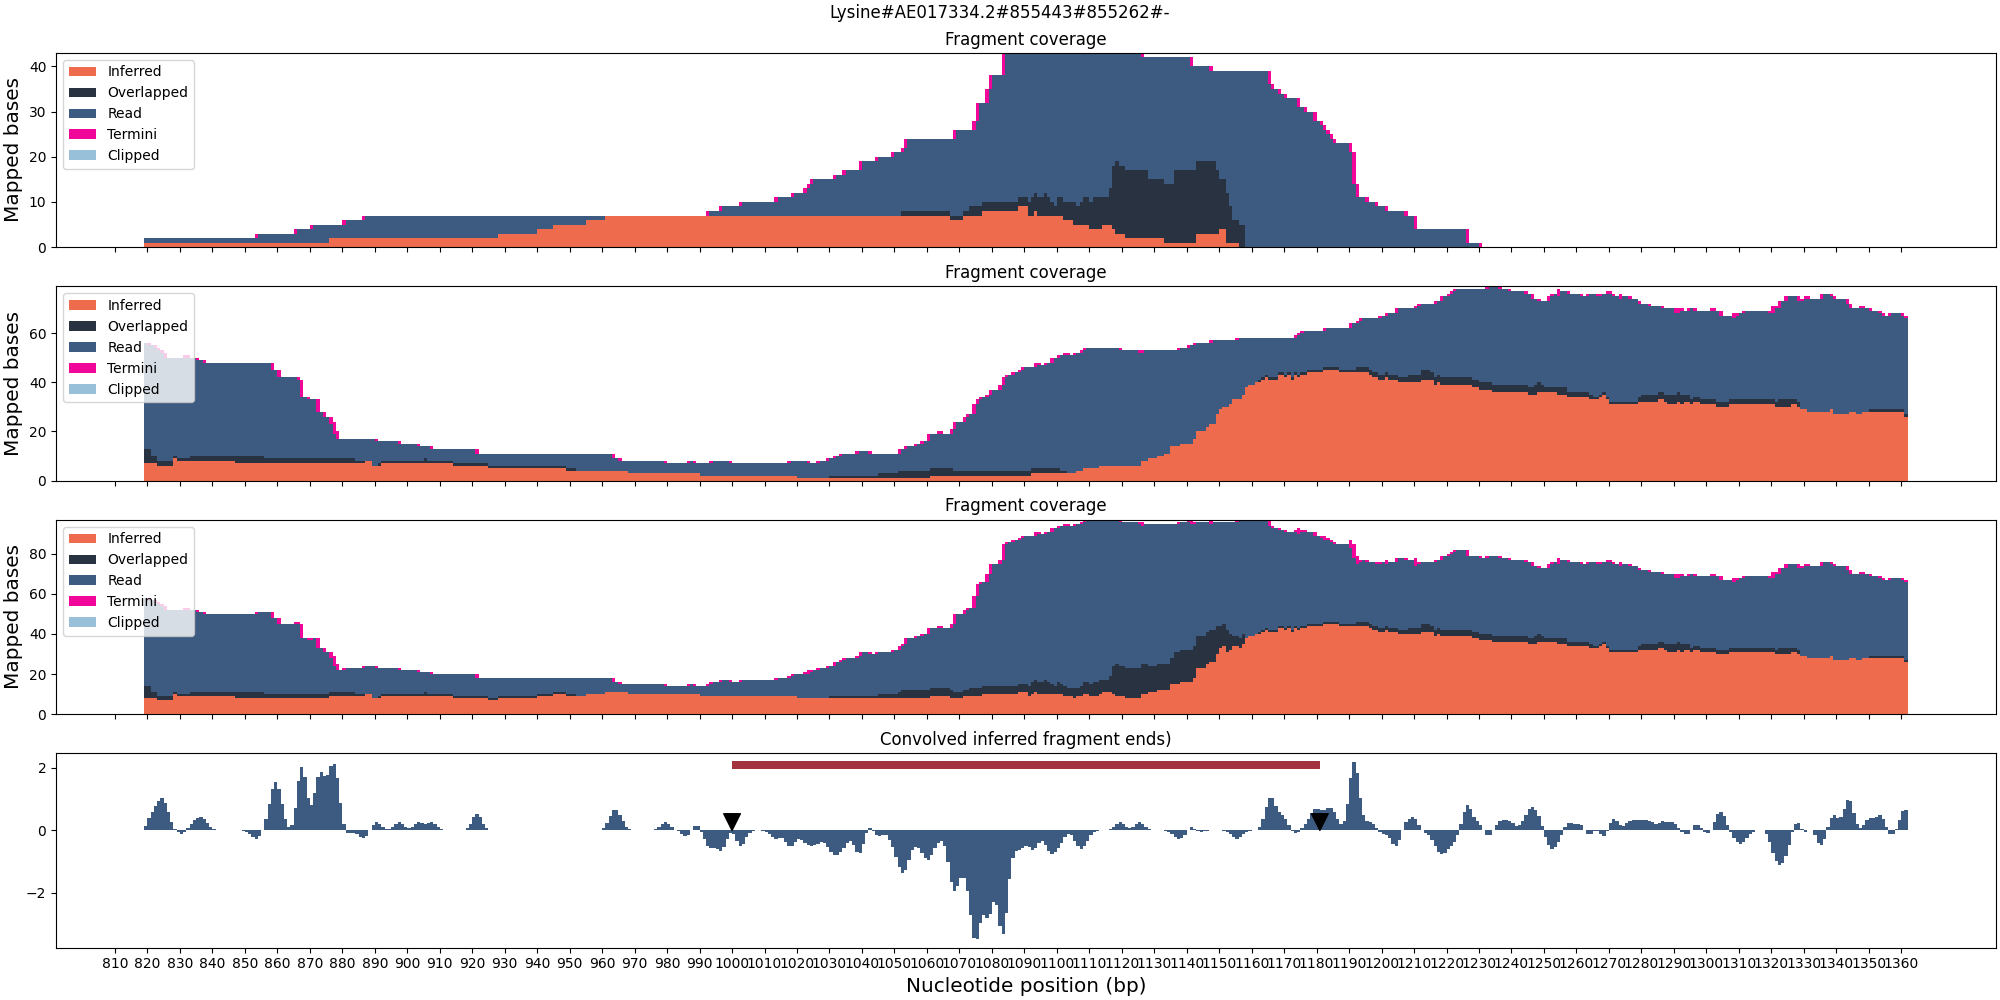 Lysine#AE017334.2#855443#855262#-
Fragment coverage
Mapped bases
40
30
20
10
0
Inferred
Overlapped
Read
Termini
Clipped
Fragment coverage
Mapped bases
60
40
20
0
Inferred
Overlapped
Read
Termini
Clipped
Fragment coverage
Mapped bases
80
60
40
20
0
Inferred
Overlapped
Read
Termini
Clipped
Convolved inferred fragment ends)
2
0
−2
810 820 830 840 850 860 870 880 890 900 910 920 930 940 950 960 970 980 990 1000 1010 1020 1030 1040 1050 1060 1070 1080 1090 1100 1110 1120 1130 1140 1150 1160 1170 1180 1190 1200 1210 1220 1230 1240 1250 1260 1270 1280 1290 1300 1310 1320 1330 1340 1350 1360
Nucleotide position (bp)